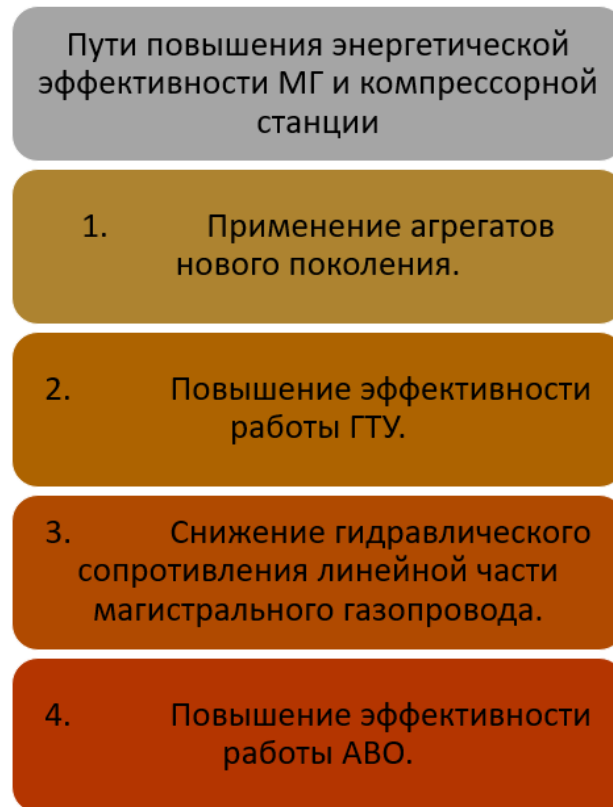 Пути повышения энергетической
эффективности МГ и компрессорной
станции
1. Применение агрегатов
нового поколения.
2. Повышение эффективности
работы ГТУ.
3. Снижение гидравлического
сопротивления линейной части
магистрального газопровода.
4. Повышение эффективности
работы АВО.